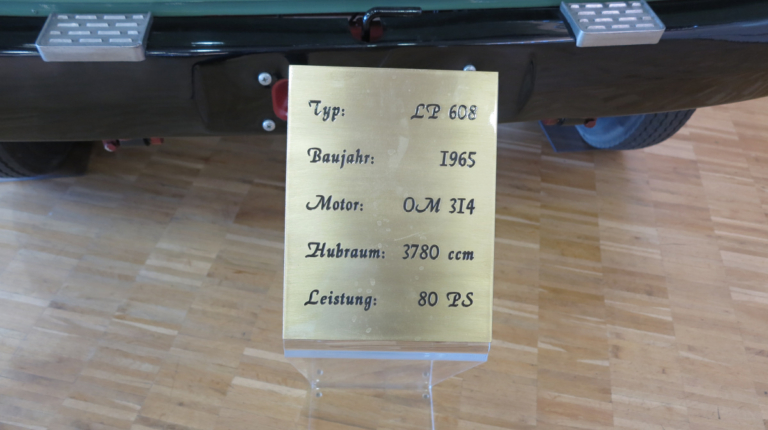 Typ: LP 608
Baujahr: 1965
Motor: OM 314
Hubraum: 3780 ccm
Leistung: 80 PS